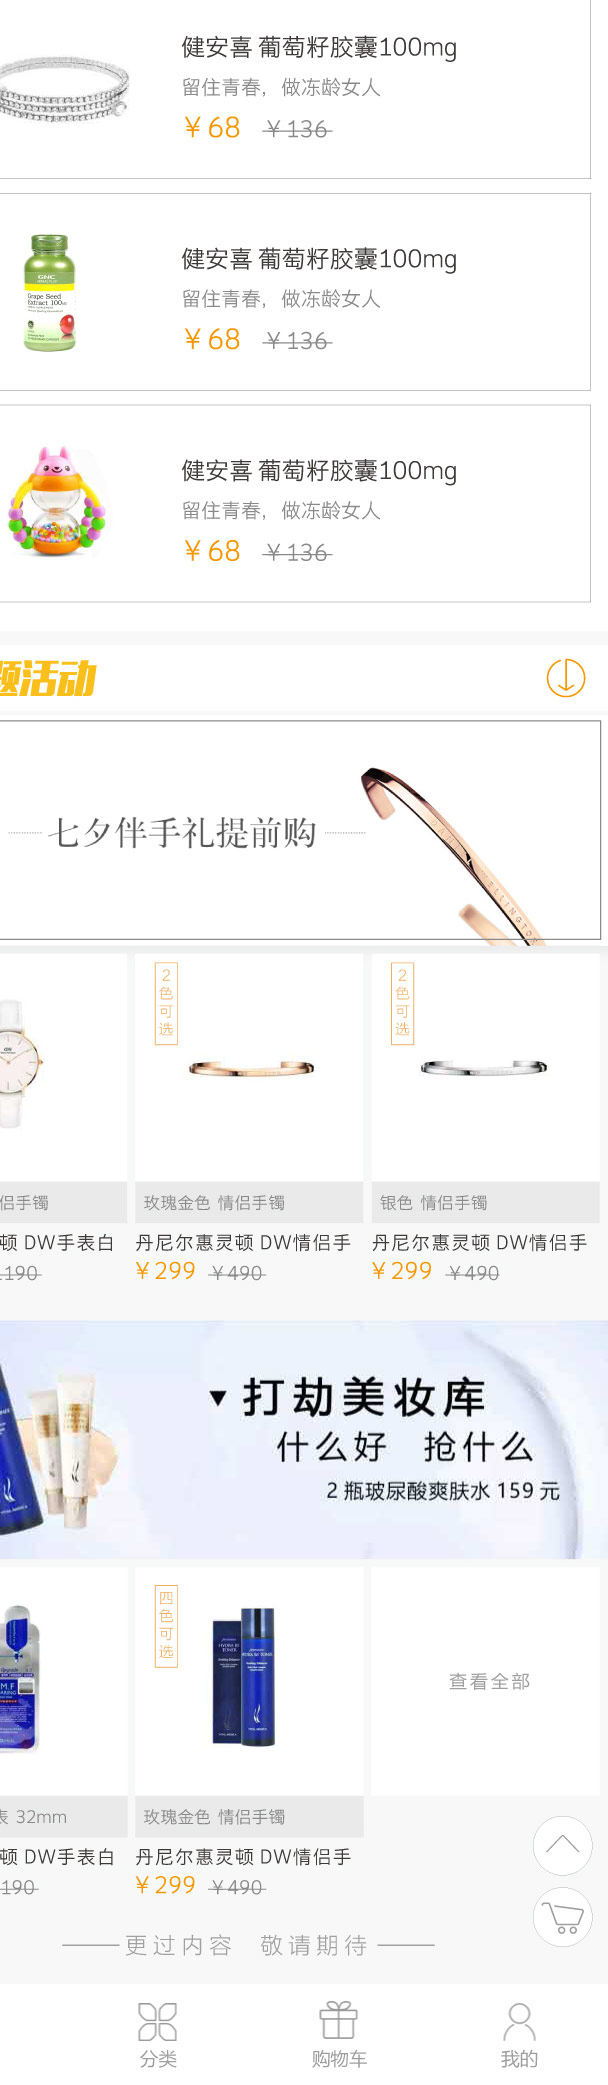 健安喜 葡萄籽胶囊100mg
留住青春，做冻龄女人
￥68 ￥136
健安喜 葡萄籽胶囊100mg
留住青春，做冻龄女人
￥68 ￥136
GNC
Grape Seed
Extract 100
健安喜 葡萄籽胶囊100mg
留住青春，做冻龄女人
￥68 ￥136
题活动
七夕伴手礼提前购
2色可选
2色可选
侣手镯
玫瑰金色 情侣手镯
银色 情侣手镯
顿 DW手表白
丹尼尔惠灵顿 DW情侣手
丹尼尔惠灵顿 DW情侣手
1190
￥299 ￥490
￥299 ￥490
打劫美妆库
什么好 抢什么
2 瓶玻尿酸爽肤水 159 元
四色可选
HYDRA B5
TONER
查看全部
表 32mm
玫瑰金色 情侣手镯
顿 DW手表白
丹尼尔惠灵顿 DW情侣手
190
￥299 ￥490
更过内容 敬请期待
分类
购物车
我的